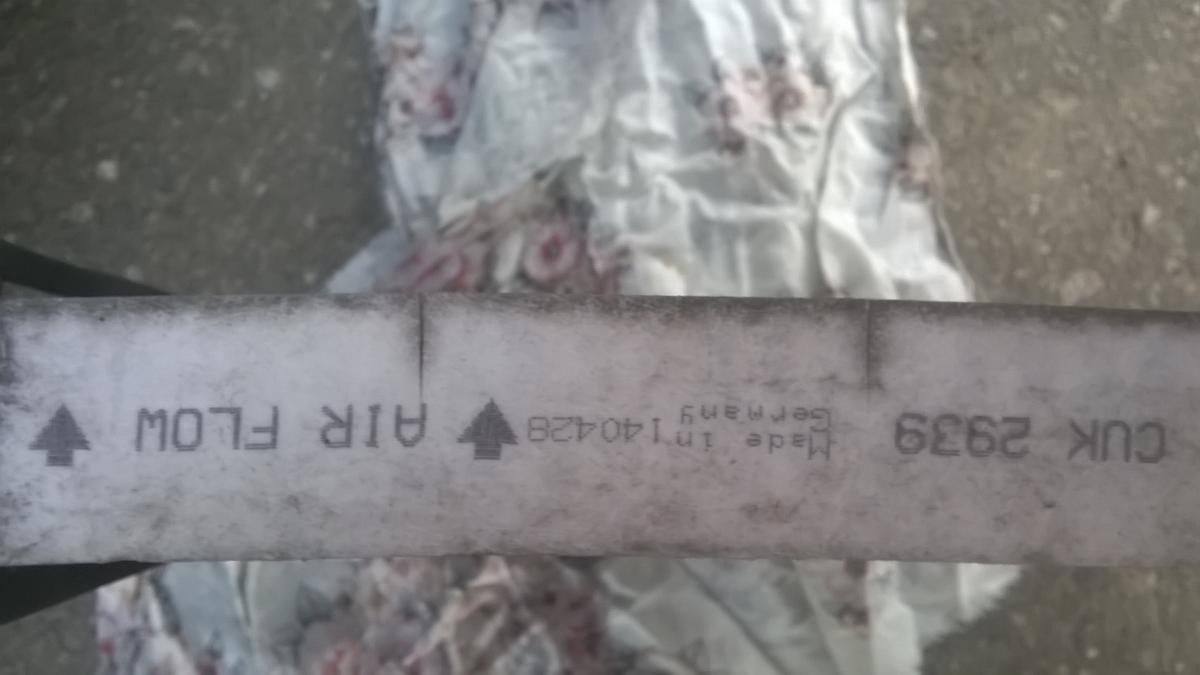 CUK 2939
Made in
Germany
140428
AIR FLOW